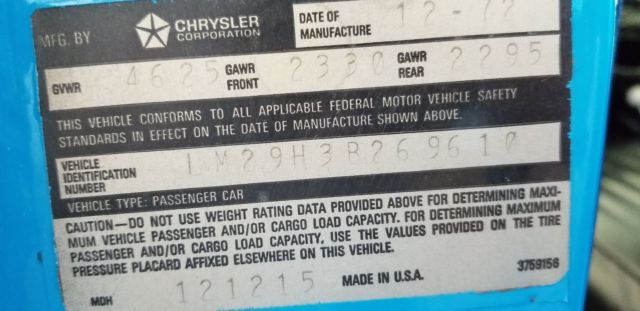 MFG. BY CHRYSLER CORPORATION DATE OF MANUFACTURE 12-72
GVWR 4625 GAWR FRONT 2330 GAWR REAR 2295
THIS VEHICLE CONFORMS TO ALL APPLICABLE FEDERAL MOTOR VEHICLE SAFETY
STANDARDS IN EFFECT ON THE DATE OF MANUFACTURE SHOWN ABOVE.
VEHICLE IDENTIFICATION NUMBER LM29H3B269610
VEHICLE TYPE: PASSENGER CAR
CAUTION—DO NOT USE WEIGHT RATING DATA PROVIDED ABOVE FOR DETERMINING MAXI-
MUM VEHICLE PASSENGER AND/OR CARGO LOAD CAPACITY. FOR DETERMINING MAXIMUM
PASSENGER AND/OR CARGO LOAD CAPACITY, USE THE VALUES PROVIDED ON THE TIRE
PRESSURE PLACARD AFFIXED ELSEWHERE ON THIS VEHICLE.
3759156
MDH 121215 MADE IN U.S.A.